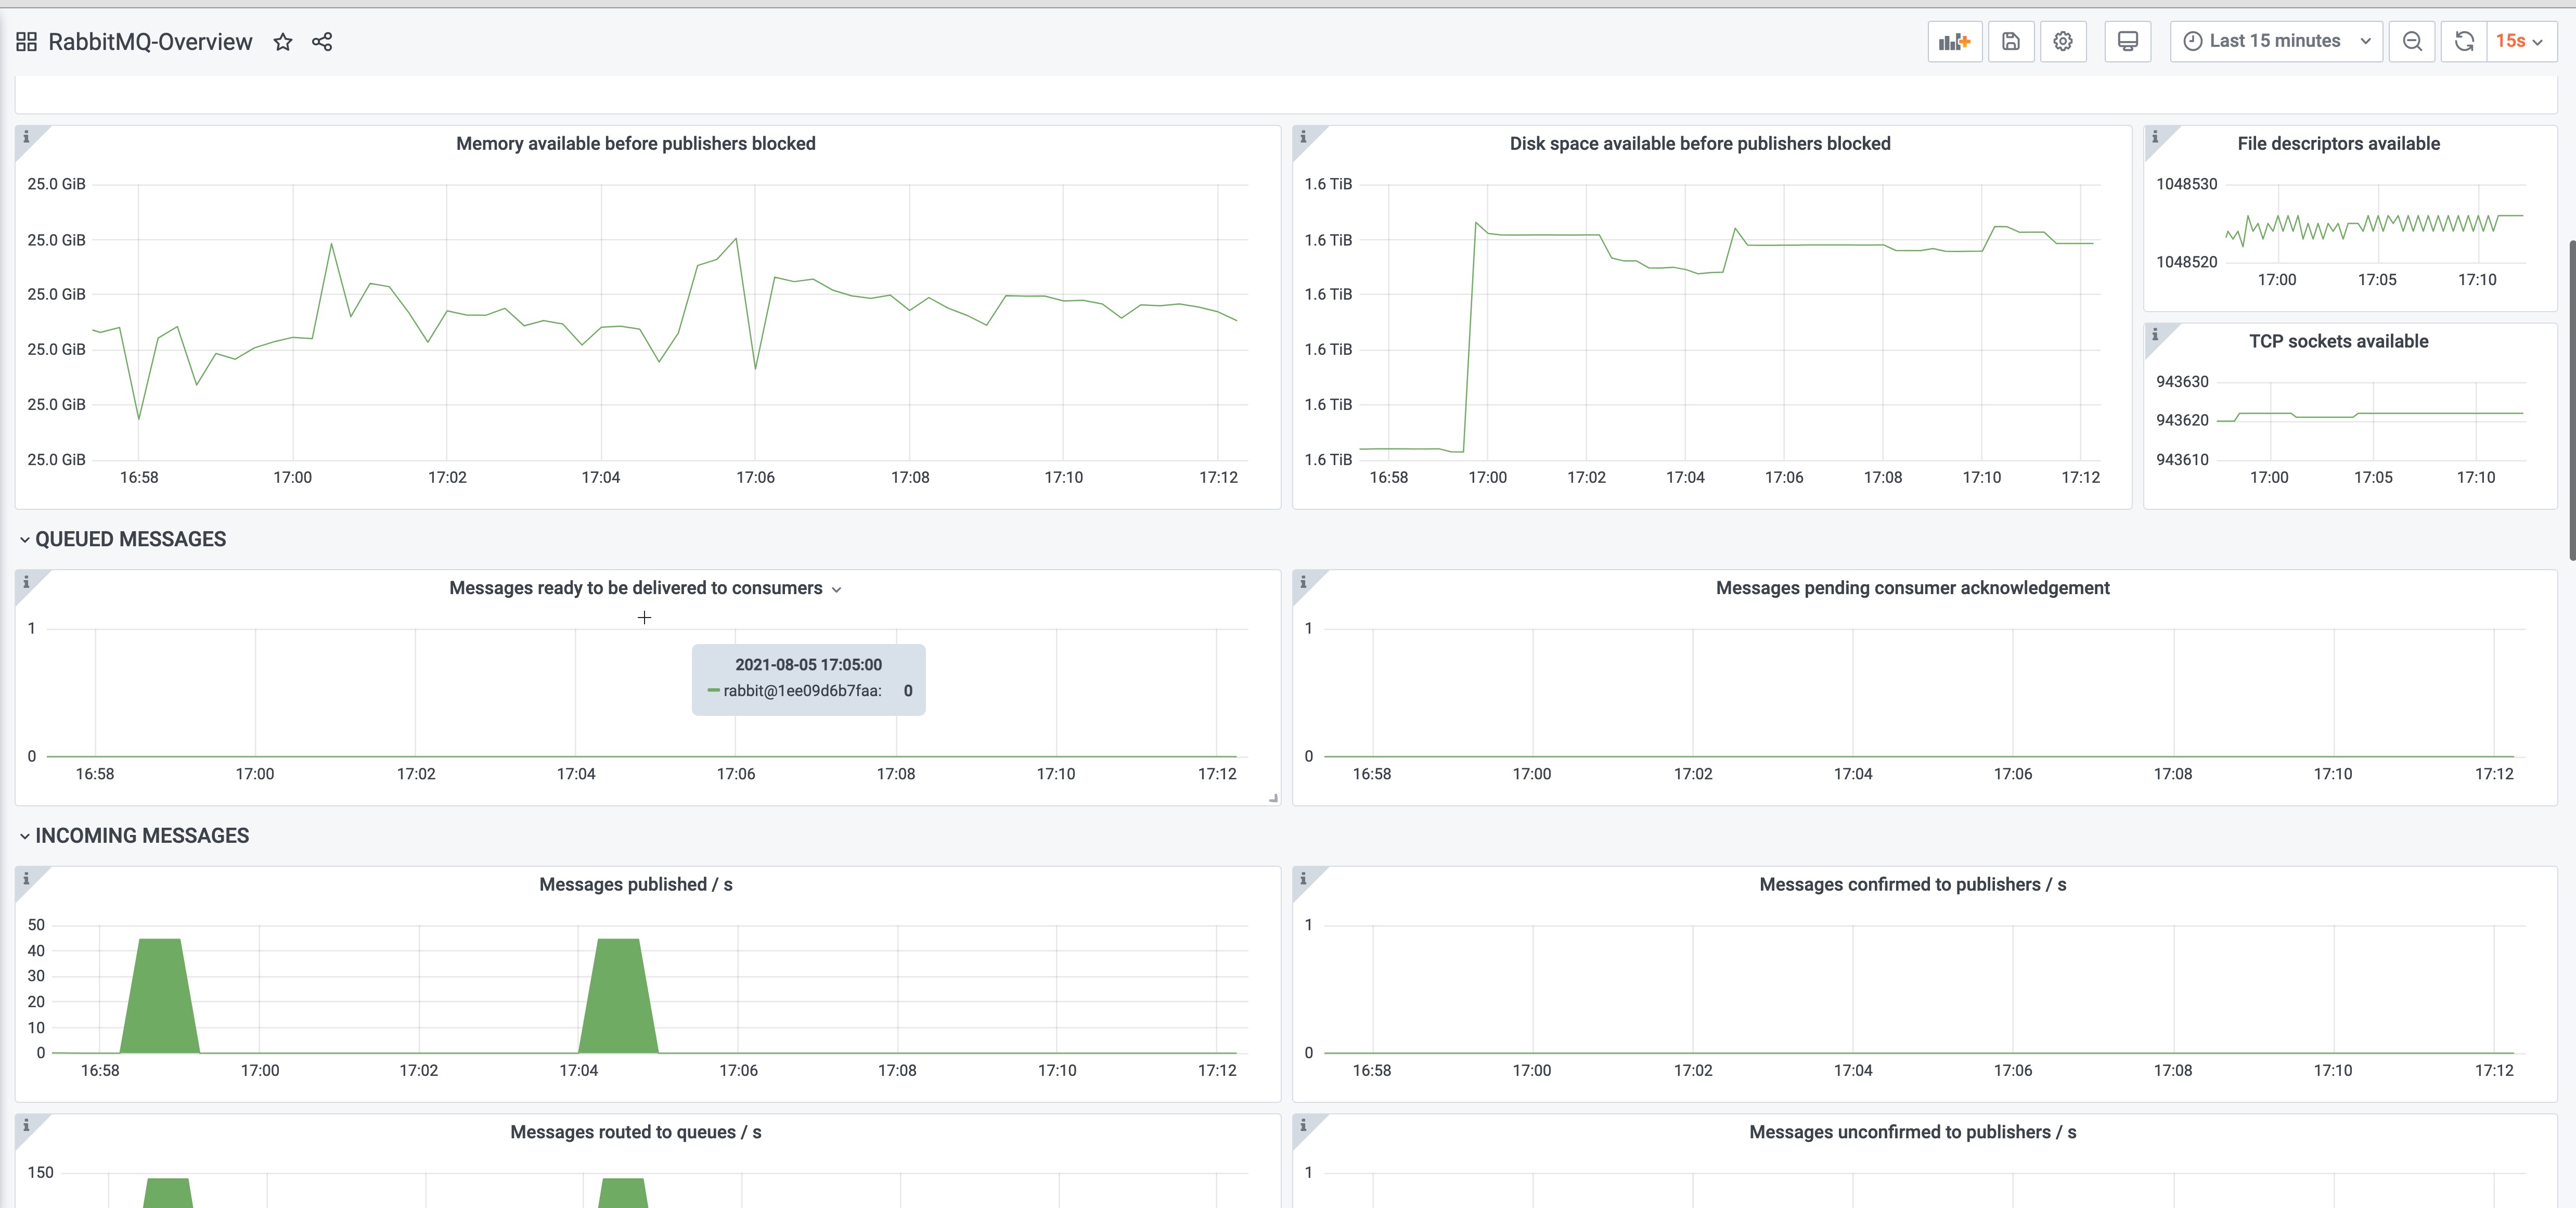 RabbitMQ-Overview
Last 15 minutes
15s
i
Memory available before publishers blocked
25.0 GiB
25.0 GiB
25.0 GiB
25.0 GiB
25.0 GiB
25.0 GiB
16:58 17:00 17:02 17:04 17:06 17:08 17:10 17:12
i
Disk space available before publishers blocked
1.6 TiB
1.6 TiB
1.6 TiB
1.6 TiB
1.6 TiB
1.6 TiB
16:58 17:00 17:02 17:04 17:06 17:08 17:10 17:12
i
File descriptors available
1048530
1048520
17:00 17:05 17:10
i
TCP sockets available
943630
943620
943610
17:00 17:05 17:10
QUEUED MESSAGES
i
Messages ready to be delivered to consumers
1
2021-08-05 17:05:00
rabbit@1ee09d6b7faa: 0
0
16:58 17:00 17:02 17:04 17:06 17:08 17:10 17:12
i
Messages pending consumer acknowledgement
1
0
16:58 17:00 17:02 17:04 17:06 17:08 17:10 17:12
INCOMING MESSAGES
i
Messages published / s
50
40
30
20
10
0
16:58 17:00 17:02 17:04 17:06 17:08 17:10 17:12
i
Messages confirmed to publishers / s
1
0
16:58 17:00 17:02 17:04 17:06 17:08 17:10 17:12
i
Messages routed to queues / s
150
i
Messages unconfirmed to publishers / s
1